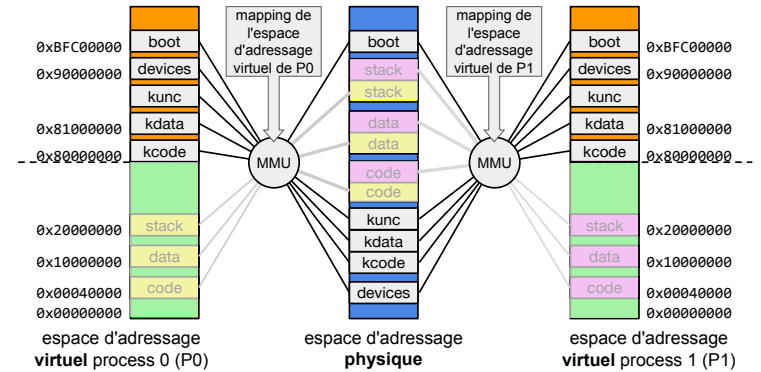 boot
0xBFC00000
devices
0x90000000
kunc
kdata
0x81000000
kcode
0x80000000
stack
0x20000000
data
0x10000000
code
0x00040000
0x00000000
espace d'adressage
virtuel process 0 (P0)
mapping de
l'espace
d'adressage
virtuel de P0
MMU
boot
stack
stack
data
data
code
code
kunc
kdata
kcode
devices
espace d'adressage
physique
mapping de
l'espace
d'adressage
virtuel de P1
MMU
boot
0xBFC00000
devices
0x90000000
kunc
kdata
0x81000000
kcode
0x80000000
stack
0x20000000
data
0x10000000
code
0x00040000
0x00000000
espace d'adressage
virtuel process 1 (P1)